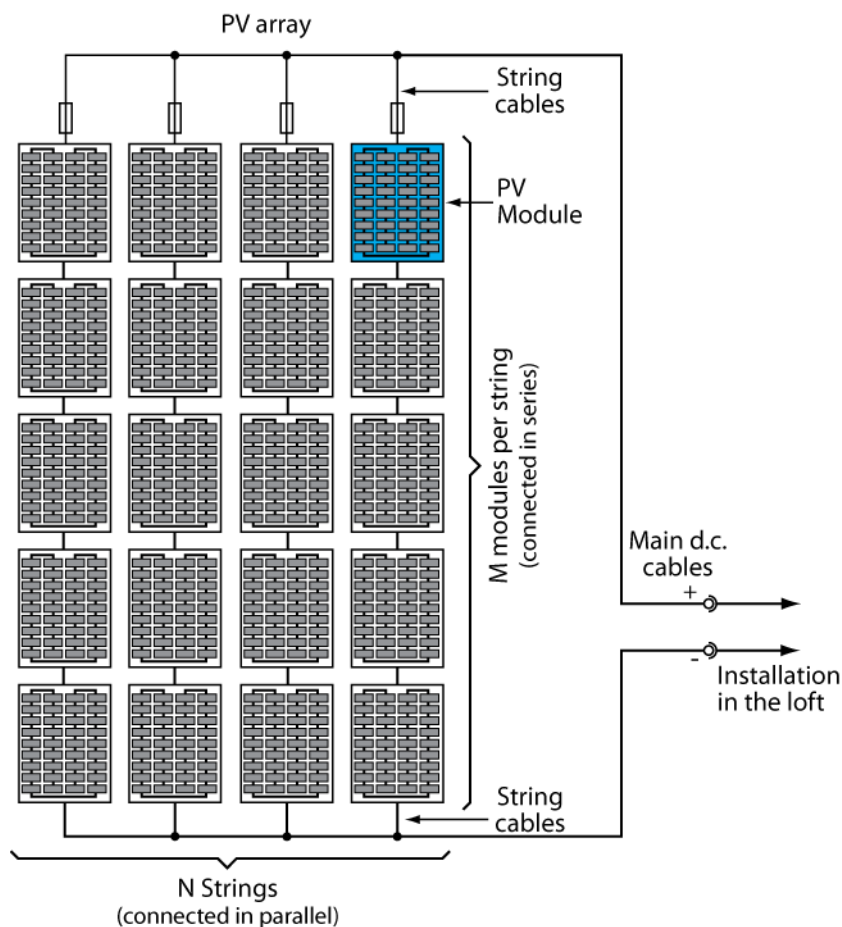 PV array
String
cables
PV
Module
M modules per string
(connected in series)
Main d.c.
cables
+
-
Installation
in the loft
String
cables
N Strings
(connected in parallel)